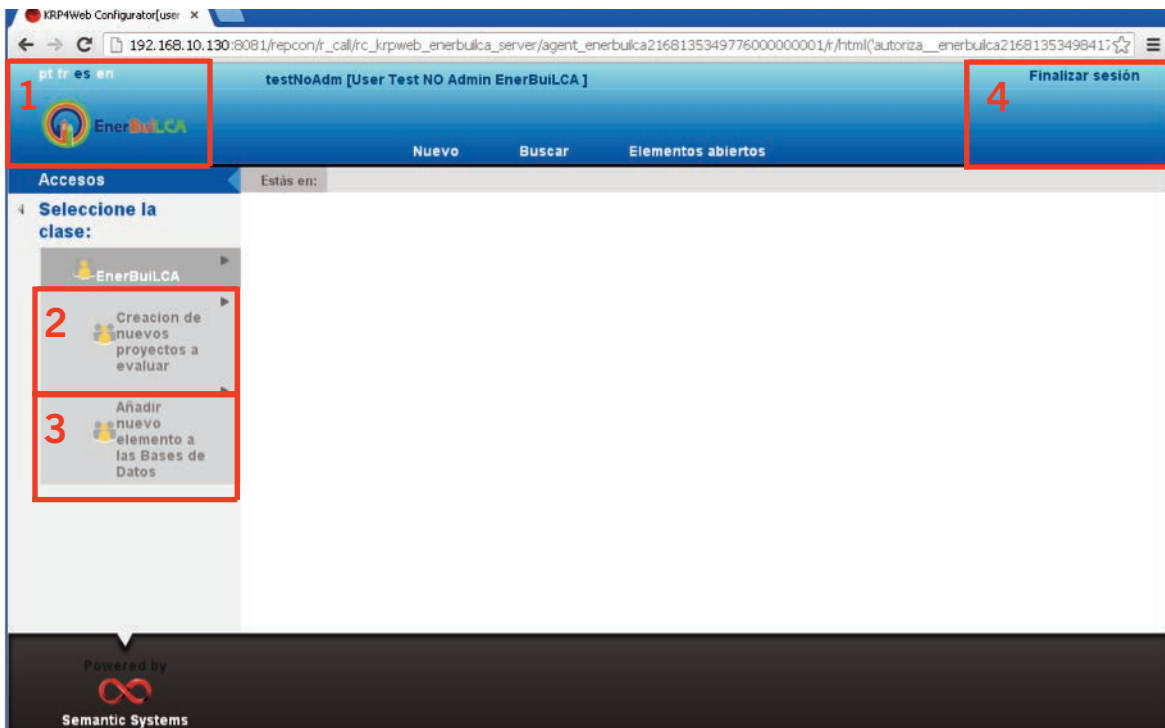 KRP4Web Configurator[user ×
192.168.10.130:8081/repcon/r_call/rc_krpweb_enerbuilca_server/agent_enerbuilca2168135349776000000001/r/html('autoriza__enerbuilca21681353498417
1
pt fr es en
EnerBuiLCA
testNoAdm [User Test NO Admin EnerBuiLCA ]
4
Finalizar sesión
Nuevo Buscar Elementos abiertos
Accesos
Estás en:
Seleccione la
clase:
EnerBuiLCA
2
Creacion de
nuevos
proyectos a
evaluar
3
Añadir
nuevo
elemento a
las Bases de
Datos
Powered by
Semantic Systems